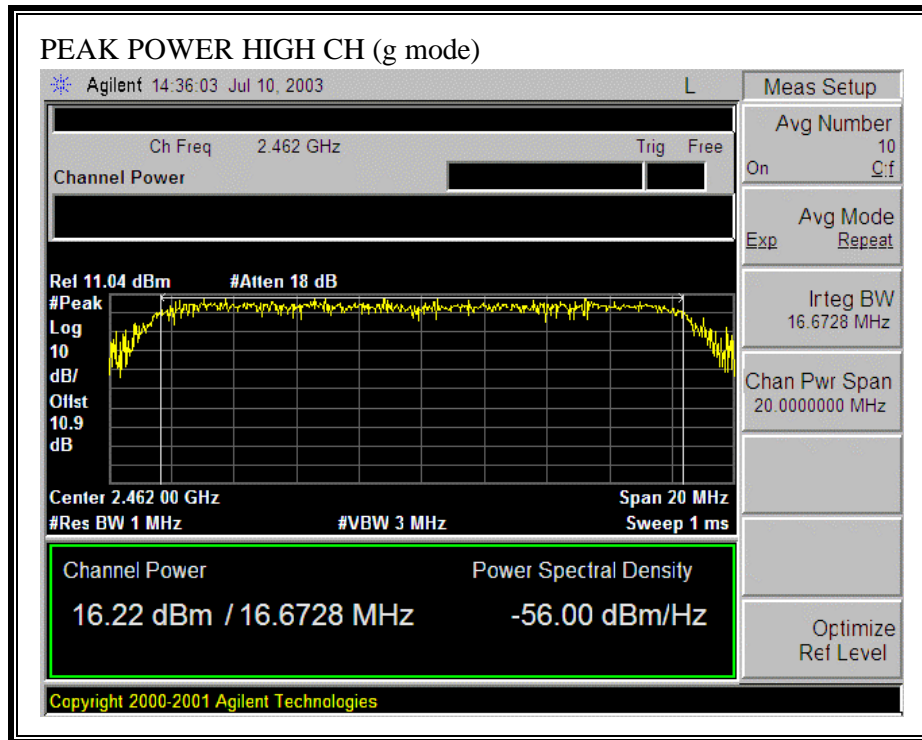 PEAK POWER HIGH CH (g mode)
Agilent 14:36:03 Jul 10, 2003 L
Meas Setup
Ch Freq 2.462 GHz Trig Free
Channel Power
Avg Number
10
On
Avg Mode
Exp Repeat
Ref 11.04 dBm #Atten 18 dB
#Peak
Log
10
dB/
Offst
10.9
dB
Integ BW
16.6728 MHz
Chan Pwr Span
20.0000000 MHz
Center 2.462 00 GHz Span 20 MHz
#Res BW 1 MHz #VBW 3 MHz Sweep 1 ms
Channel Power Power Spectral Density
16.22 dBm / 16.6728 MHz -56.00 dBm/Hz
Optimize
Ref Level
Copyright 2000-2001 Agilent Technologies